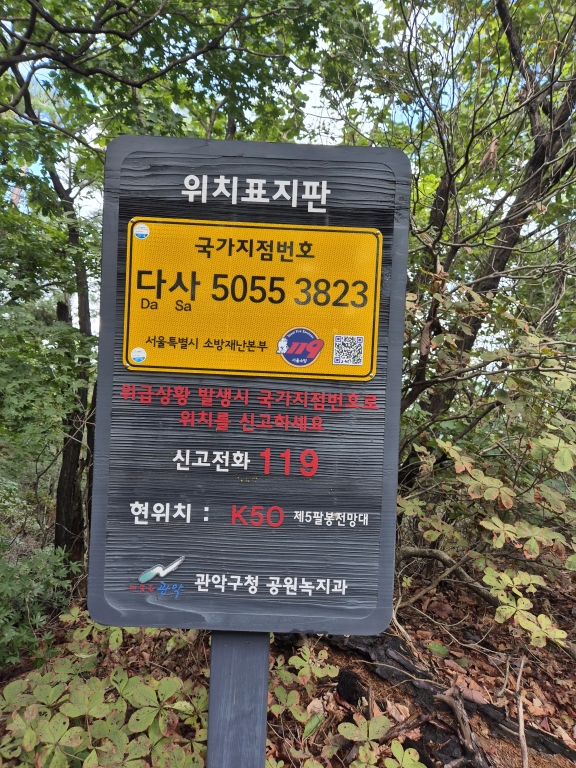 위치표지판
국가지점번호
다사 5055 3823
Da Sa
서울특별시 소방재난본부 119
위급상황 발생시 국가지점번호로
위치를 신고하세요
신고전화 119
현위치 : K50 제5팔봉전망대
관악 관악구청 공원녹지과